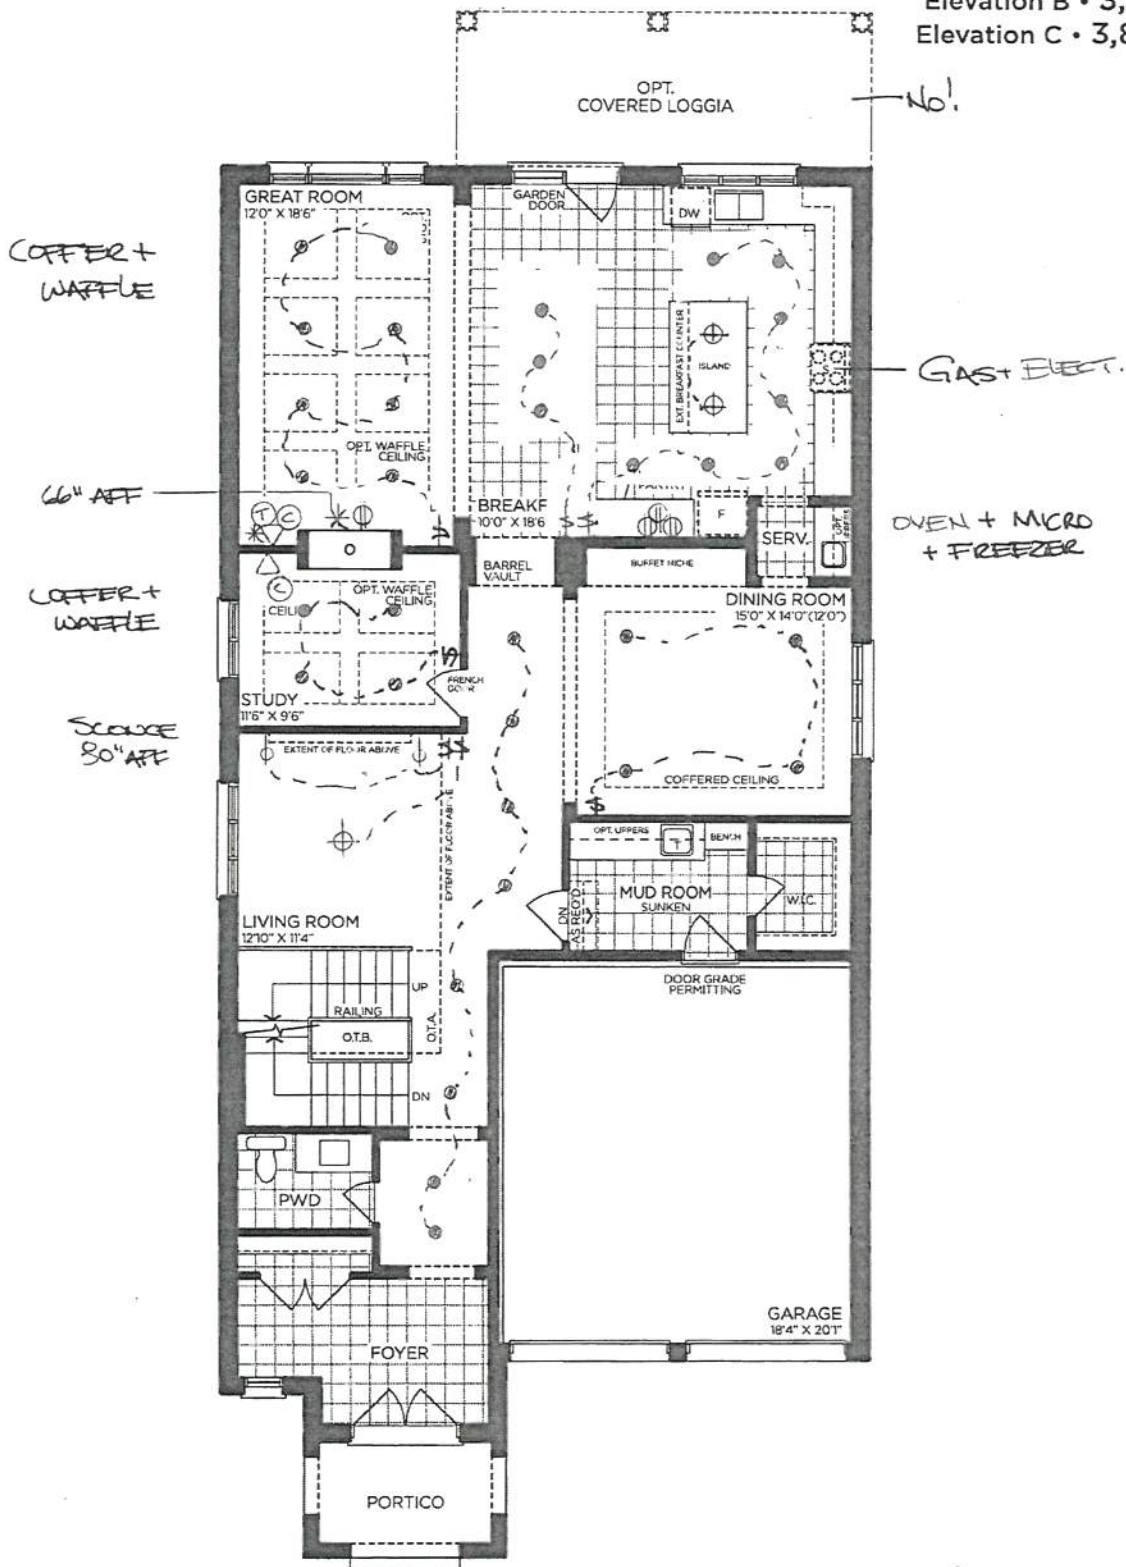 Elevation B • 3,
Elevation C • 3,8
OPT.
COVERED LOGGIA
No!
GREAT ROOM
12'0" X 18'6"
GARDEN
DOOR
DW
COFFER +
WAFFLE
EXT. BREAKFAST COUNTER
ISLAND
S
GAS + ELECT.
OPT. WAFFLE
CEILING
66" AFF
T C
BREAKF
10'0" X 18'6
PANTRY
F
SERV.
OVEN + MICRO
+ FREEZER
BARREL
VAULT
BUFFET NICHE
COFFER +
WAFFLE
C
CEILI
OPT. WAFFLE
CEILING
DINING ROOM
15'0" X 14'0"(12'0")
STUDY
11'6" X 9'6"
FRENCH
DOOR
SCONCE
80" AFF
EXTENT OF FLOOR ABOVE
EXTENT OF FLOOR ABOVE
COFFERED CEILING
OPT. UPPERS
T
BENCH
MUD ROOM
SUNKEN
DN
AS REQ'D
W.I.C.
LIVING ROOM
12'10" X 11'4"
DOOR GRADE
PERMITTING
UP
RAILING
O.T.B.
O.T.A.
DN
PWD
GARAGE
18'4" X 20'1"
FOYER
PORTICO